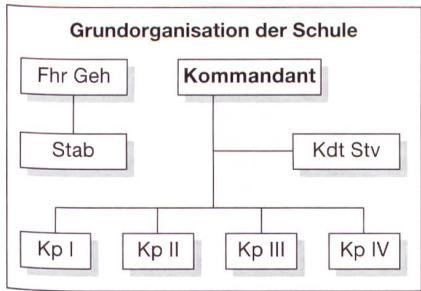 Grundorganisation der Schule
Fhr Geh
Kommandant
Stab
Kdt Stv
Kp I
Kp II
Kp III
Kp IV